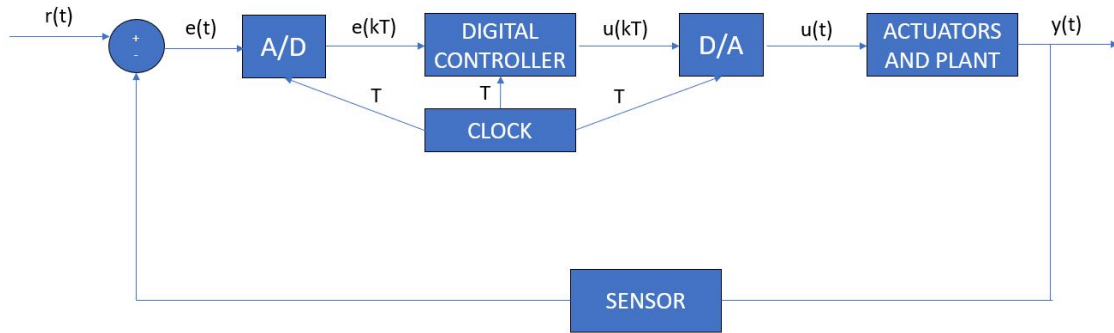 r(t)
+
-
e(t)
A/D
e(kT)
DIGITAL
CONTROLLER
u(kT)
D/A
u(t)
ACTUATORS
AND PLANT
y(t)
T
T
T
CLOCK
SENSOR